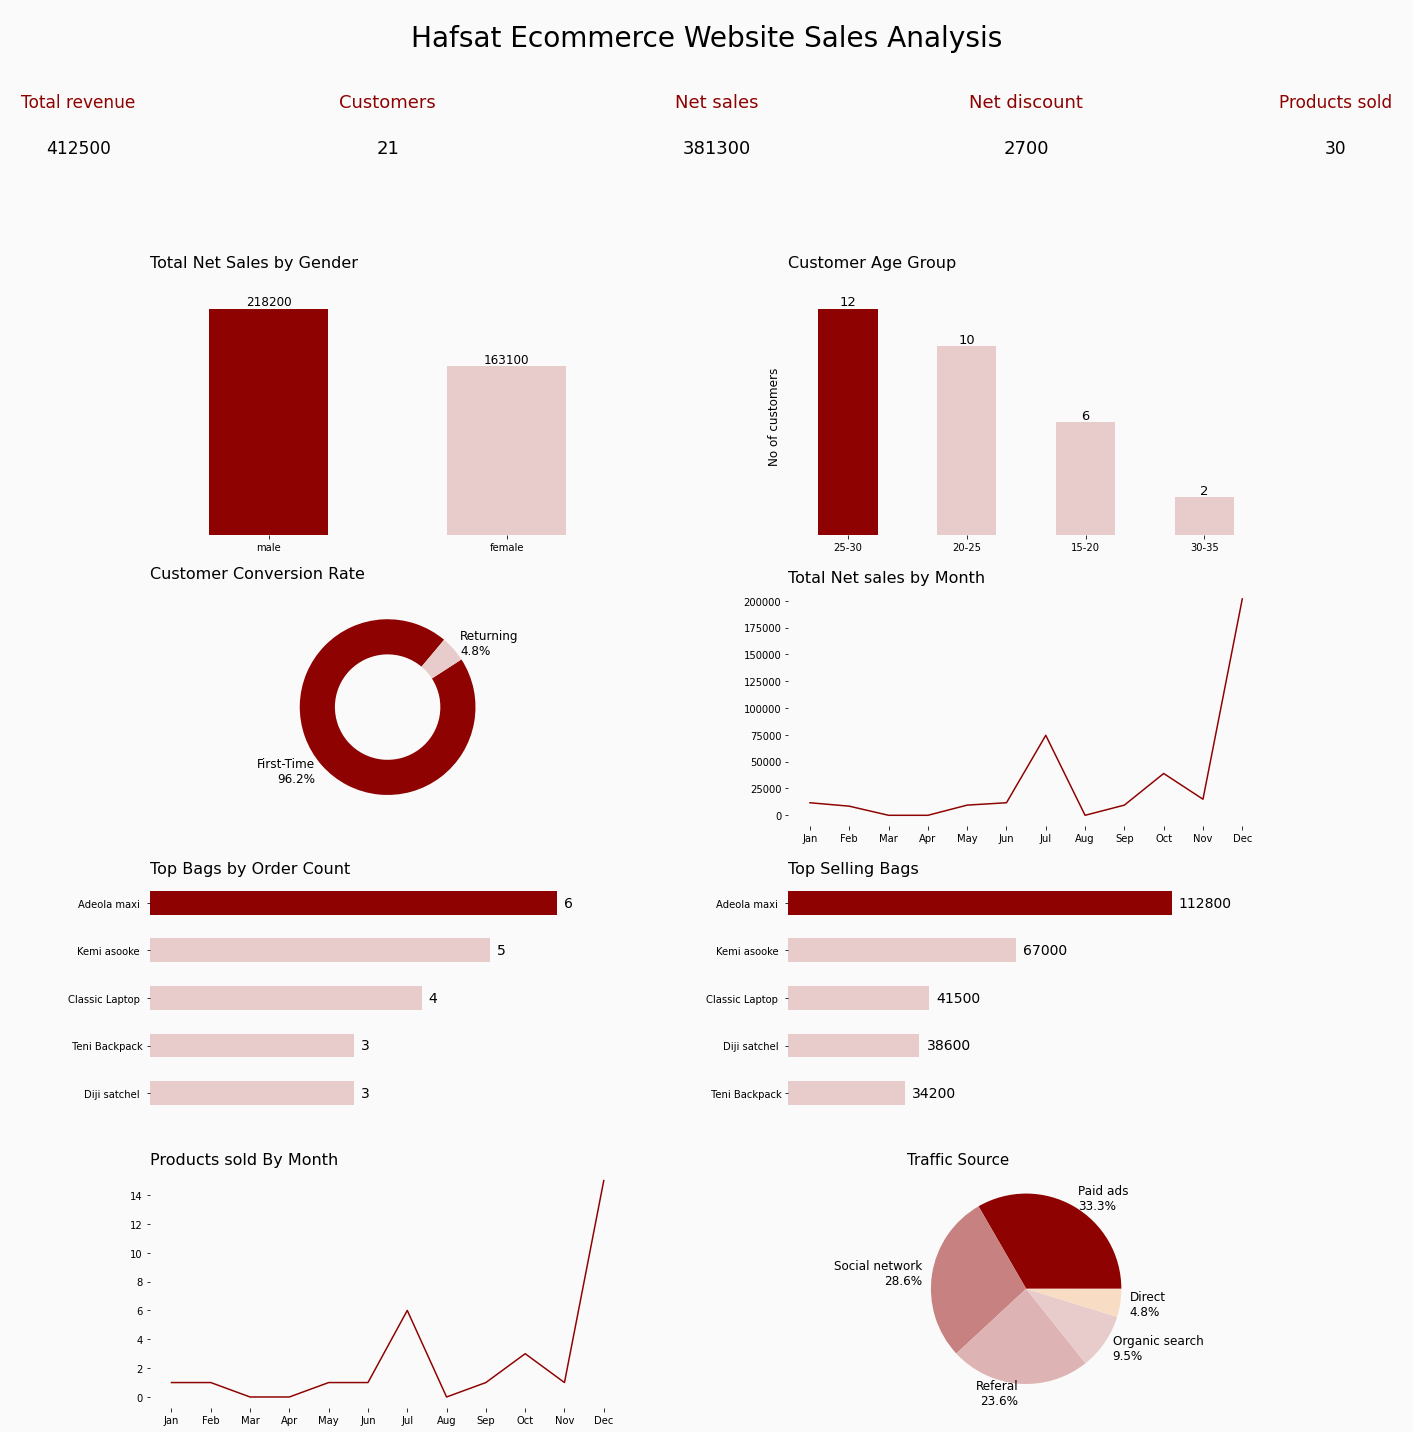 Hafsat Ecommerce Website Sales Analysis
Total revenue
Customers
Net sales
Net discount
Products sold
412500
21
381300
2700
30
Total Net Sales by Gender
218200
163100
male
female
Customer Age Group
No of customers
12
10
6
2
25-30
20-25
15-20
30-35
Customer Conversion Rate
Returning
4.8%
First-Time
96.2%
Total Net sales by Month
200000
175000
150000
125000
100000
75000
50000
25000
0
Jan
Feb
Mar
Apr
May
Jun
Jul
Aug
Sep
Oct
Nov
Dec
Top Bags by Order Count
Adeola maxi
6
Kemi asooke
5
Classic Laptop
4
Teni Backpack
3
Diji satchel
3
Top Selling Bags
Adeola maxi
112800
Kemi asooke
67000
Classic Laptop
41500
Diji satchel
38600
Teni Backpack
34200
Products sold By Month
14
12
10
8
6
4
2
0
Jan
Feb
Mar
Apr
May
Jun
Jul
Aug
Sep
Oct
Nov
Dec
Traffic Source
Paid ads
33.3%
Social network
28.6%
Direct
4.8%
Organic search
9.5%
Referal
23.6%